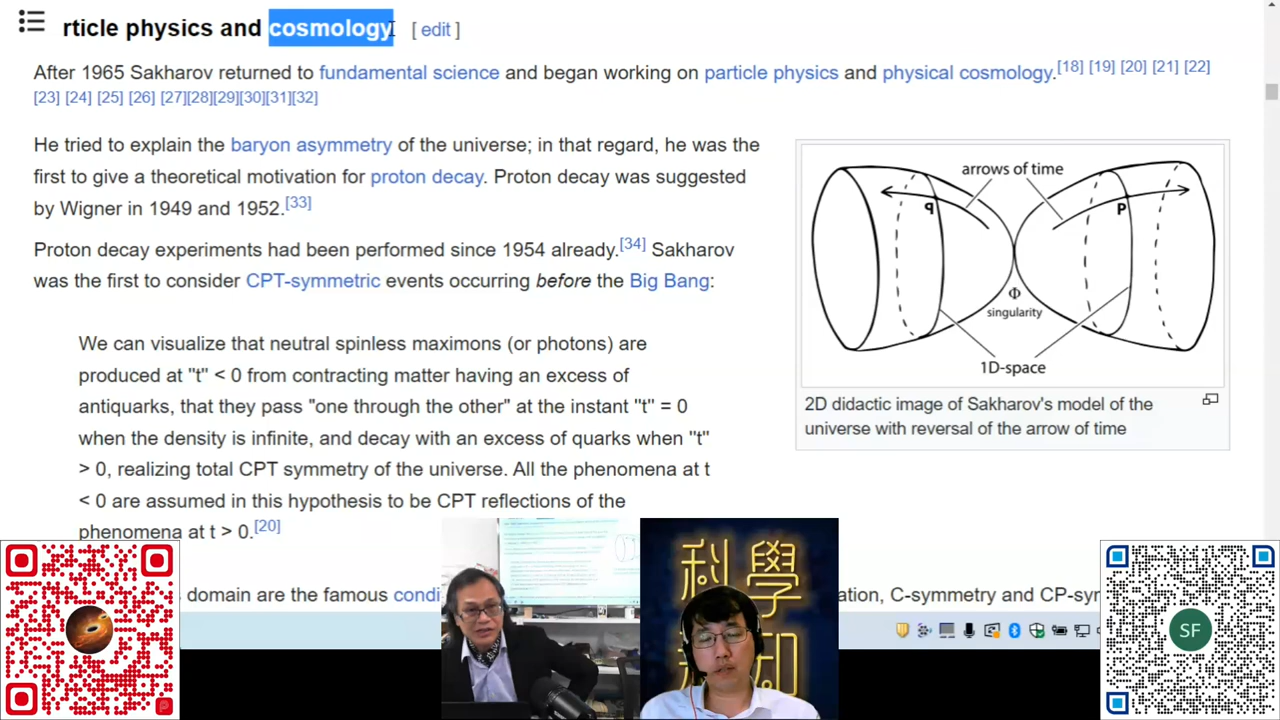 rticle physics and cosmology [ edit ]
After 1965 Sakharov returned to fundamental science and began working on particle physics and physical cosmology.[18] [19] [20] [21] [22]
[23] [24] [25] [26] [27][28][29][30][31][32]
He tried to explain the baryon asymmetry of the universe; in that regard, he was the
first to give a theoretical motivation for proton decay. Proton decay was suggested
by Wigner in 1949 and 1952.[33]
Proton decay experiments had been performed since 1954 already.[34] Sakharov
was the first to consider CPT-symmetric events occurring before the Big Bang:
We can visualize that neutral spinless maximons (or photons) are
produced at "t" < 0 from contracting matter having an excess of
antiquarks, that they pass "one through the other" at the instant "t" = 0
when the density is infinite, and decay with an excess of quarks when "t"
> 0, realizing total CPT symmetry of the universe. All the phenomena at t
< 0 are assumed in this hypothesis to be CPT reflections of the
phenomena at t > 0.[20]
arrows of time
q
p
Φ
singularity
1D-space
2D didactic image of Sakharov's model of the
universe with reversal of the arrow of time
domain are the famous condi
ation, C-symmetry and CP-sym
科學
知
SF